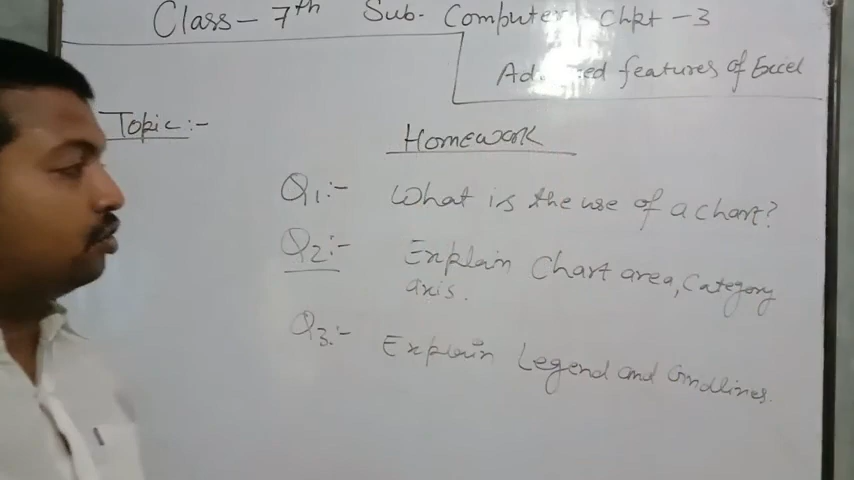 Class - 7th Sub. Computer Chpt - 3
features of Excel
Topic :-
Homework
Q1:- What is the use of a chart?
Q2:- Explain Chart area, Category
axis.
Q3:- Explain Legend and Gridlines.